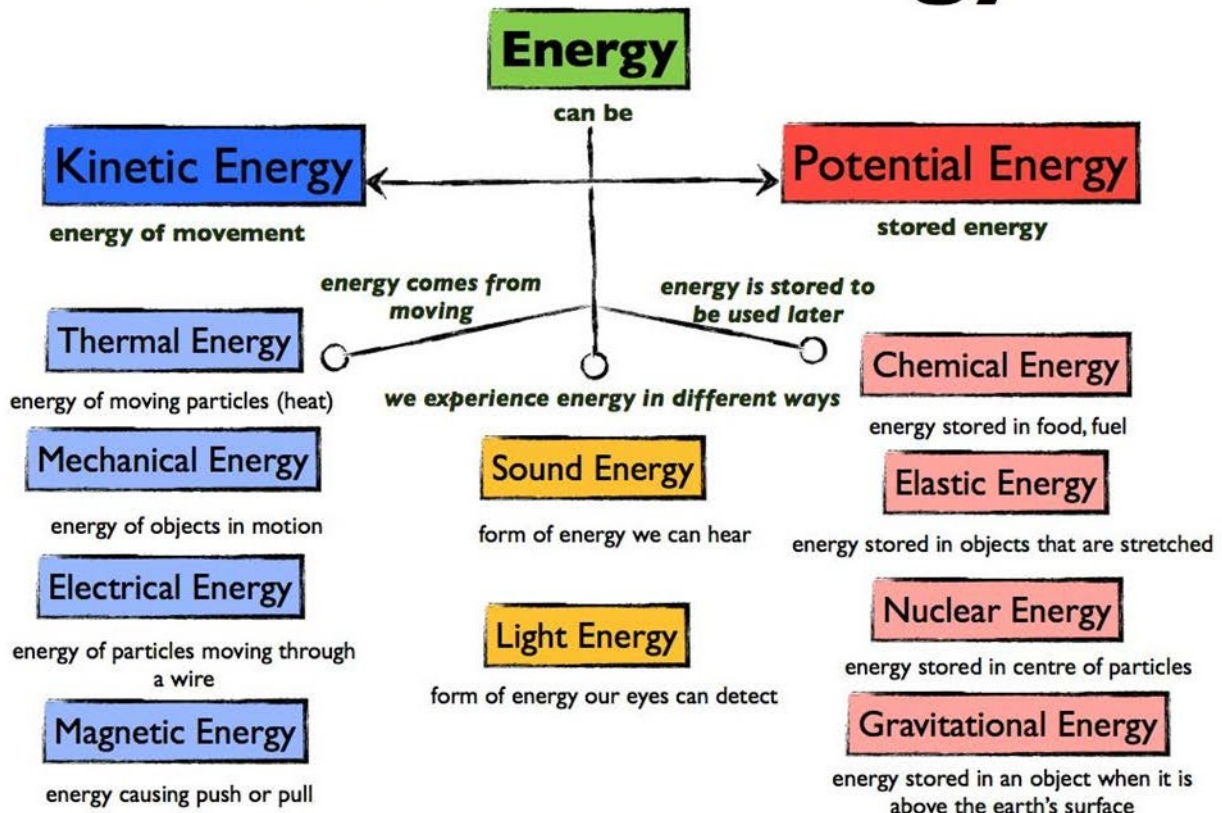 Energy
can be
Kinetic Energy
energy of movement
Potential Energy
stored energy
energy comes from
moving
energy is stored to
be used later
we experience energy in different ways
Thermal Energy
energy of moving particles (heat)
Mechanical Energy
energy of objects in motion
Electrical Energy
energy of particles moving through
a wire
Magnetic Energy
energy causing push or pull
Sound Energy
form of energy we can hear
Light Energy
form of energy our eyes can detect
Chemical Energy
energy stored in food, fuel
Elastic Energy
energy stored in objects that are stretched
Nuclear Energy
energy stored in centre of particles
Gravitational Energy
energy stored in an object when it is
above the earth's surface